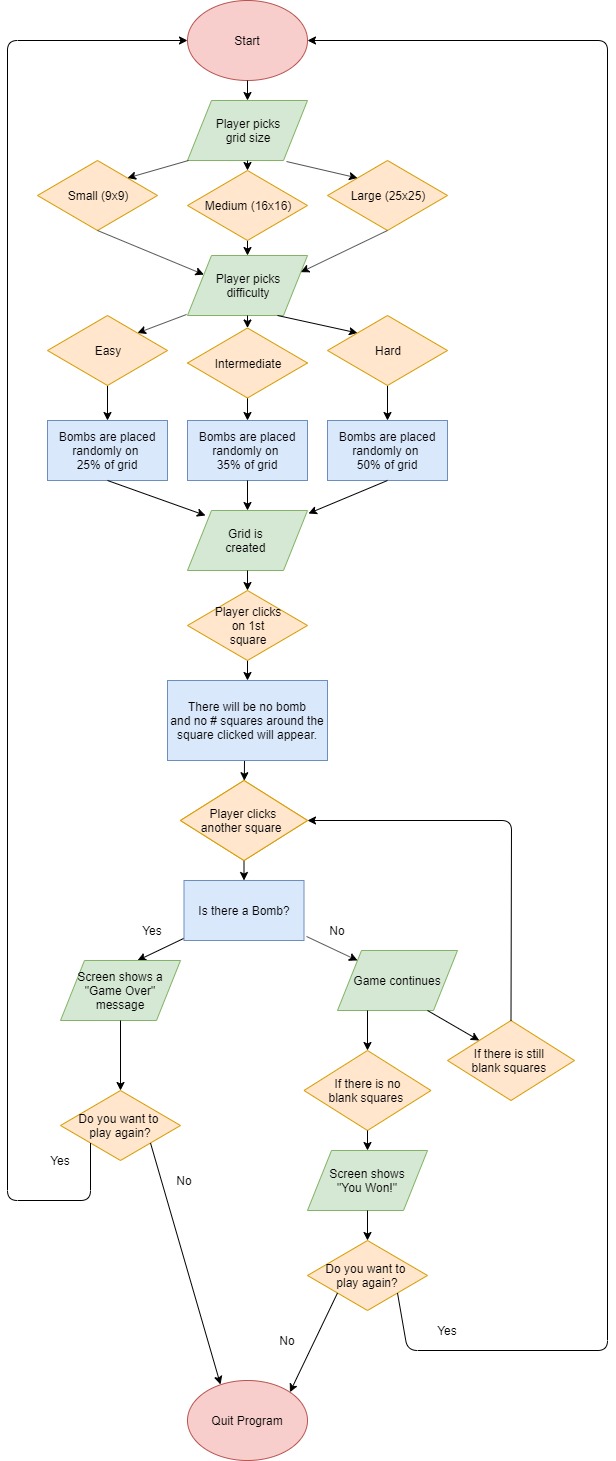 Start
Player picks
grid size
Small (9x9)
Medium (16x16)
Large (25x25)
Player picks
difficulty
Easy
Intermediate
Hard
Bombs are placed
randomly on
25% of grid
Bombs are placed
randomly on
35% of grid
Bombs are placed
randomly on
50% of grid
Grid is
created
Player clicks
on 1st
square
There will be no bomb
and no # squares around the
square clicked will appear.
Player clicks
another square
Is there a Bomb?
Yes
No
Screen shows a
"Game Over"
message
Game continues
If there is still
blank squares
If there is no
blank squares
Do you want to
play again?
Yes
No
Screen shows
"You Won!"
Do you want to
play again?
No
Yes
Quit Program